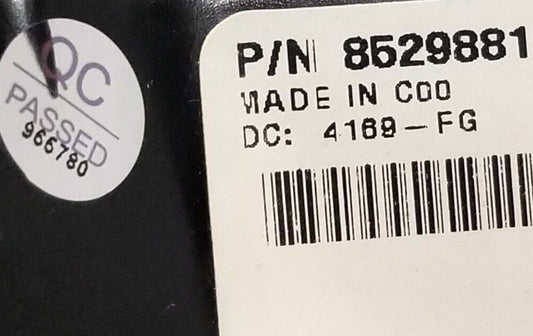 QC
PASSED
966780
P/N 8529881
MADE IN COO
DC: 4169-FG